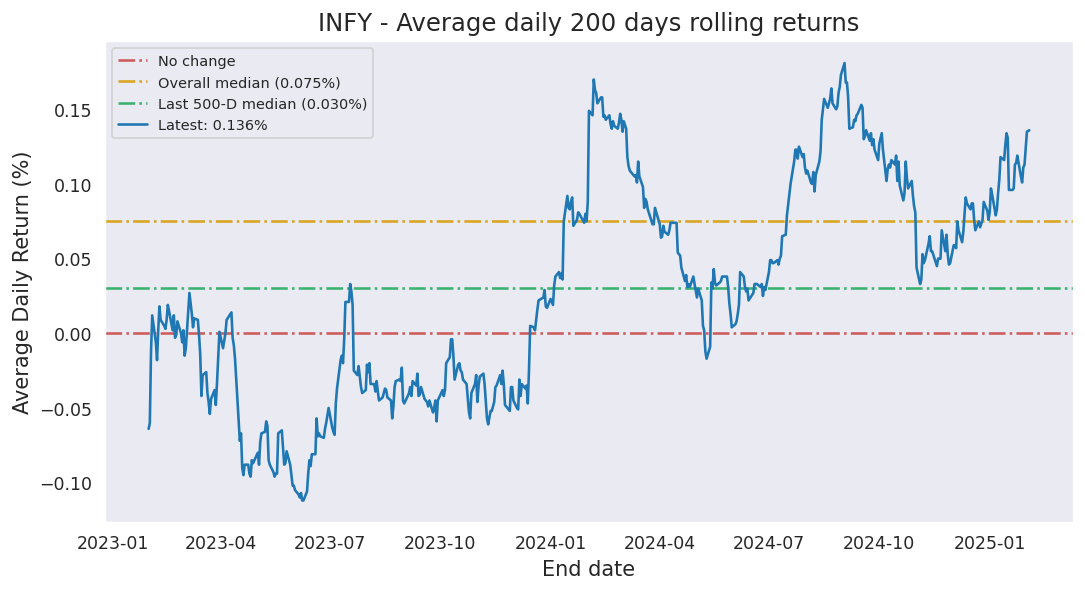 INFY - Average daily 200 days rolling returns
No change
Overall median (0.075%)
Last 500-D median (0.030%)
Latest: 0.136%
Average Daily Return (%)
0.15
0.10
0.05
0.00
−0.05
−0.10
2023-01 2023-04 2023-07 2023-10 2024-01 2024-04 2024-07 2024-10 2025-01
End date